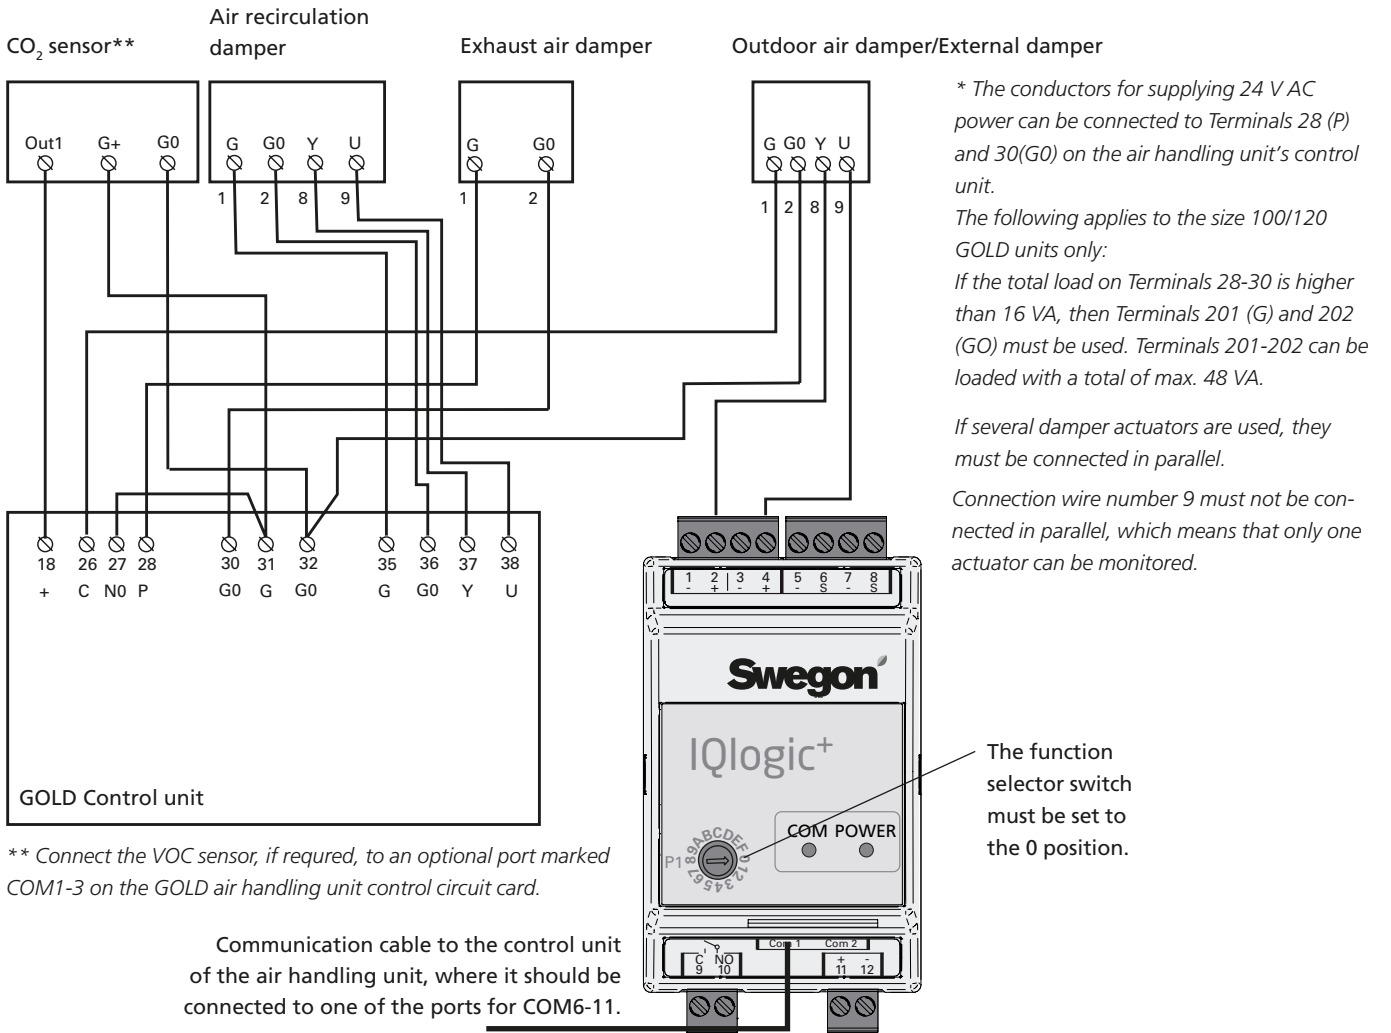 Air recirculation
damper
CO2 sensor**
Exhaust air damper
Outdoor air damper/External damper
Out1 G+ G0
G G0 Y U
1 2 8 9
G G0
1 2
G G0 Y U
1 2 8 9
* The conductors for supplying 24 V AC
power can be connected to Terminals 28 (P)
and 30(G0) on the air handling unit's control
unit.
The following applies to the size 100/120
GOLD units only:
If the total load on Terminals 28-30 is higher
than 16 VA, then Terminals 201 (G) and 202
(GO) must be used. Terminals 201-202 can be
loaded with a total of max. 48 VA.
If several damper actuators are used, they
must be connected in parallel.
Connection wire number 9 must not be con-
nected in parallel, which means that only one
actuator can be monitored.
18 26 27 28 30 31 32 35 36 37 38
+ C N0 P G0 G G0 G G0 Y U
GOLD Control unit
1 2 3 4 5 6 7 8
- + - + - S - S
Swegon
IQlogic+
COM POWER
P1
0123456789ABCDEF
The function
selector switch
must be set to
the 0 position.
** Connect the VOC sensor, if requred, to an optional port marked
COM1-3 on the GOLD air handling unit control circuit card.
Communication cable to the control unit
of the air handling unit, where it should be
connected to one of the ports for COM6-11.
Com 1 Com 2
C NO + -
9 10 11 12